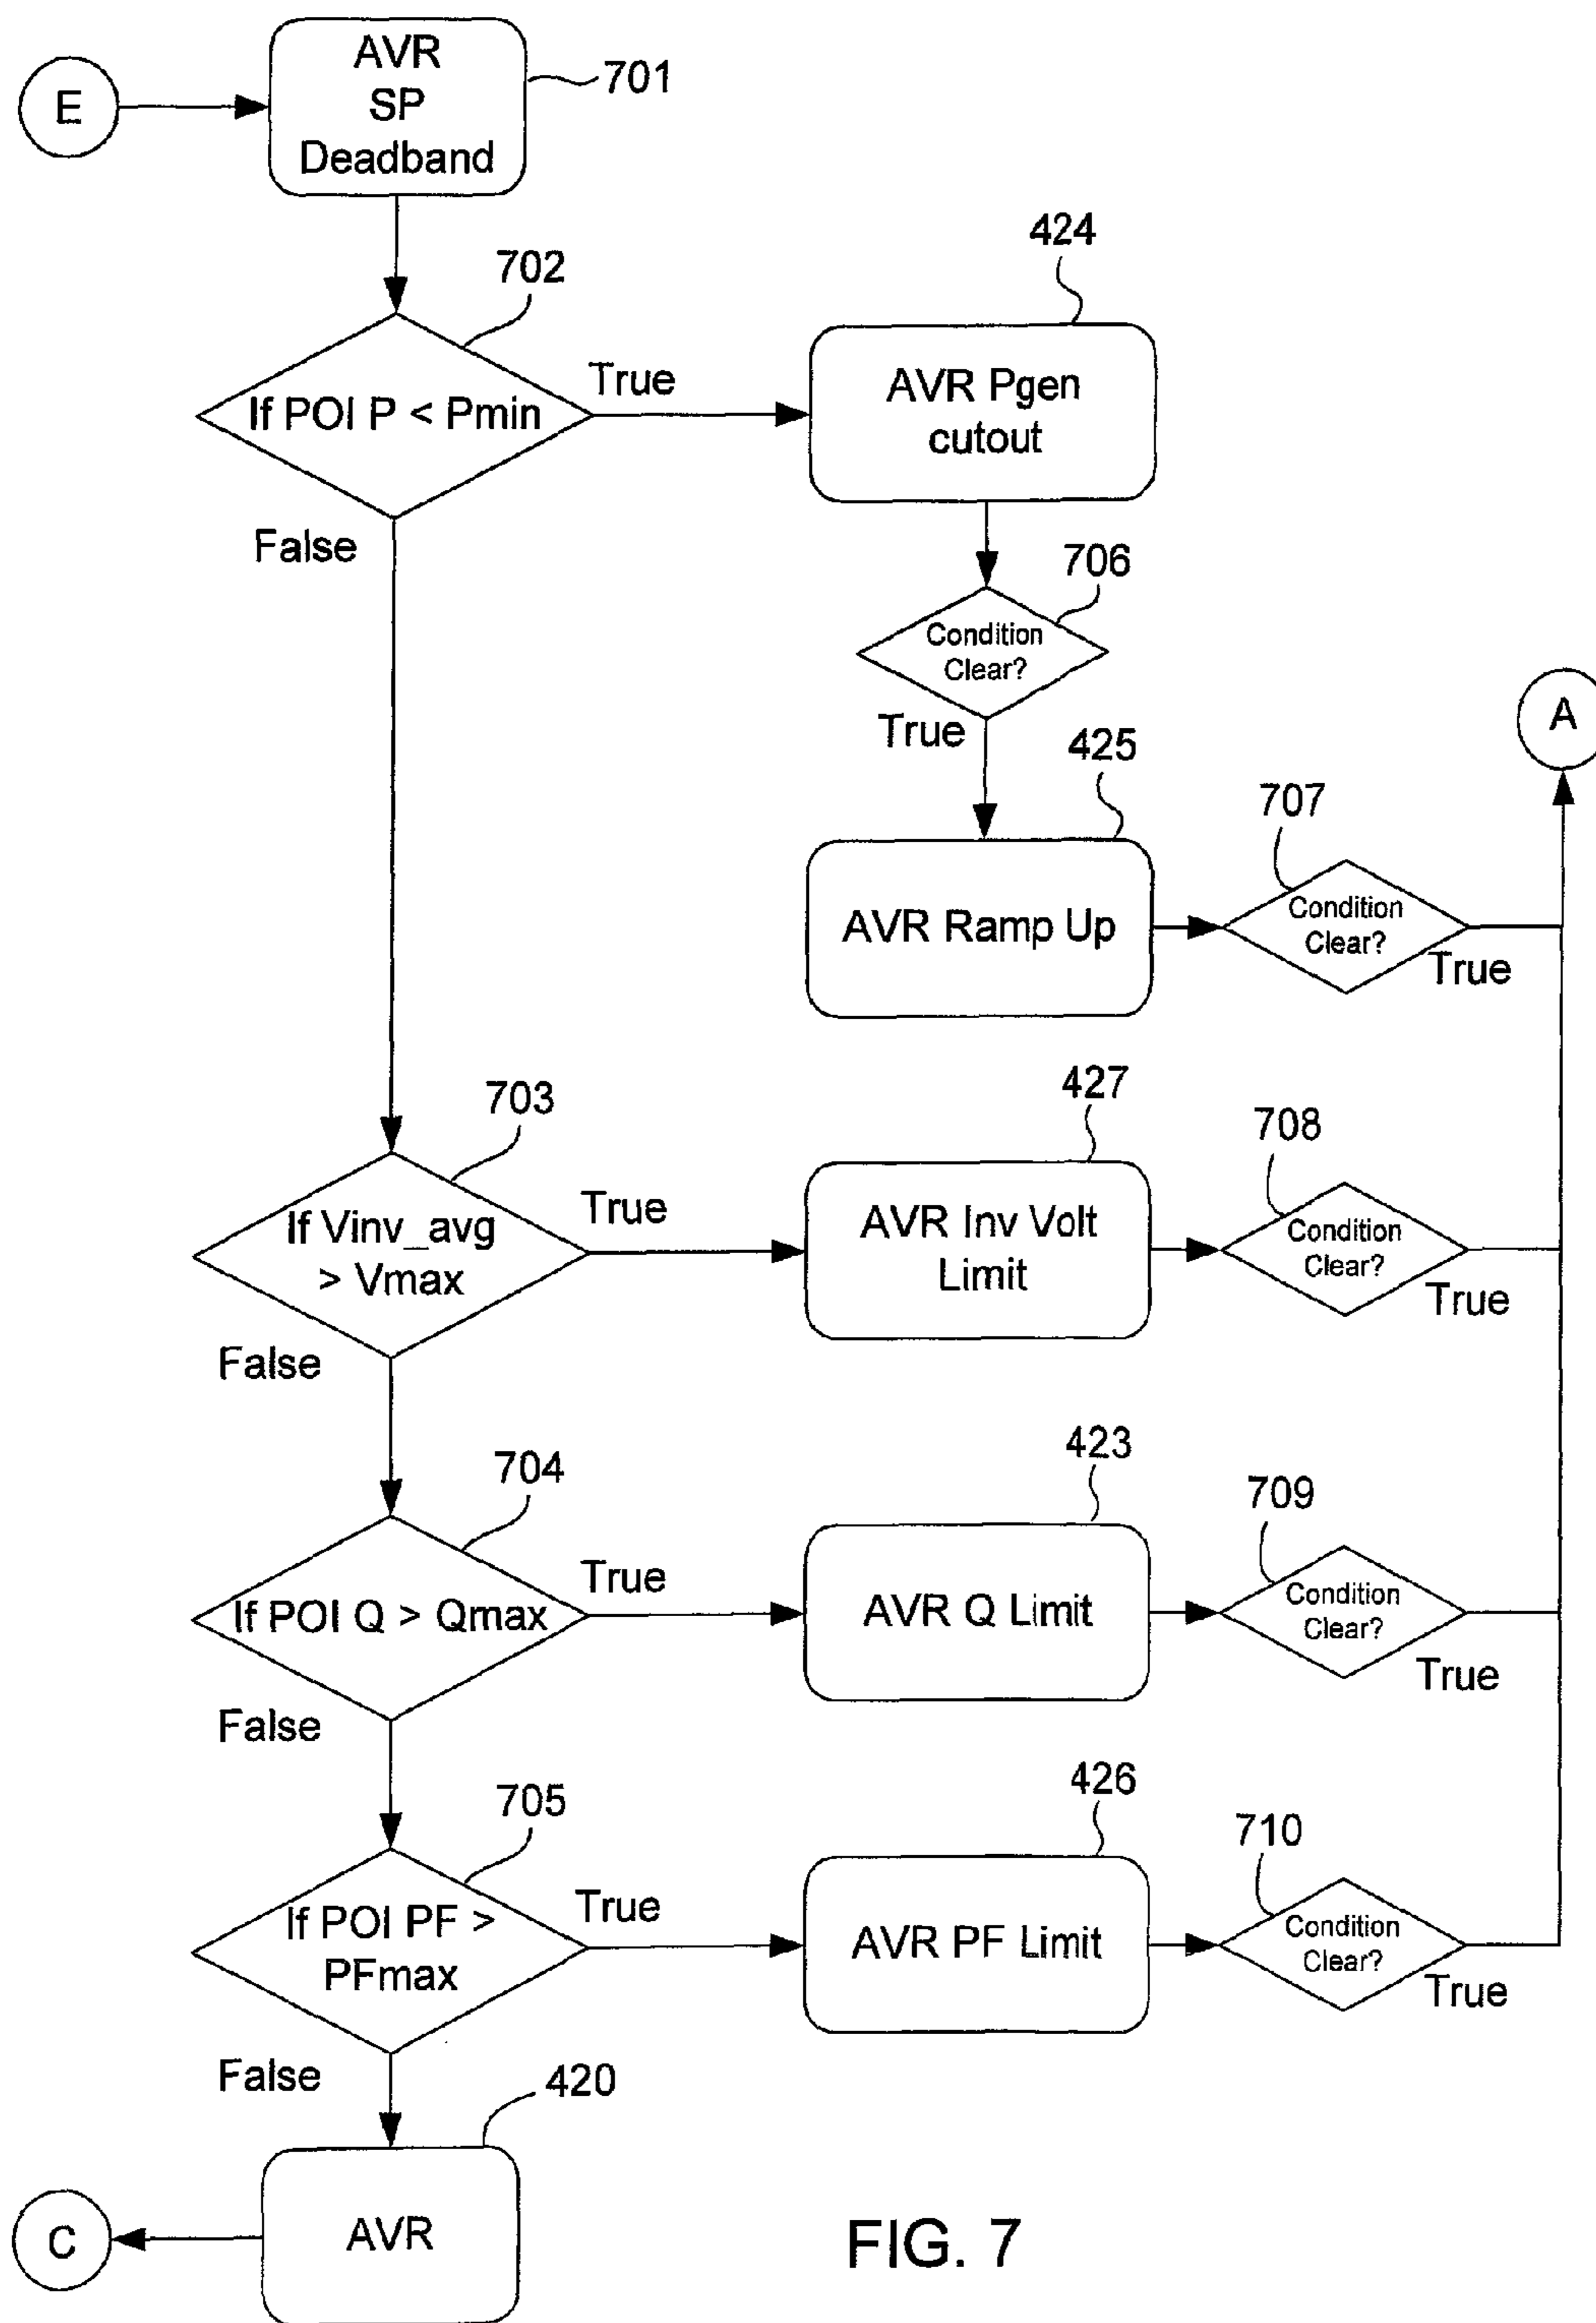 E
AVR
SP
Deadband
701
702
If POI P < Pmin
True
False
424
AVR Pgen
cutout
706
Condition
Clear?
True
425
AVR Ramp Up
707
Condition
Clear?
True
A
703
If Vinv_avg
> Vmax
True
False
427
AVR Inv Volt
Limit
708
Condition
Clear?
True
704
If POI Q > Qmax
True
False
423
AVR Q Limit
709
Condition
Clear?
True
705
If POI PF >
PFmax
True
False
426
AVR PF Limit
710
Condition
Clear?
True
420
AVR
C
FIG. 7